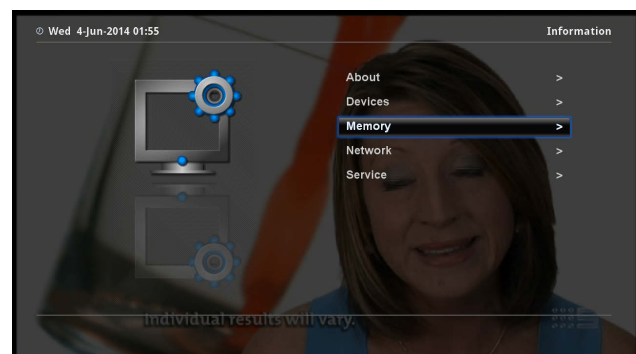 Wed 4-Jun-2014 01:55
Information
About >
Devices >
Memory >
Network >
Service >
Individual results will vary.